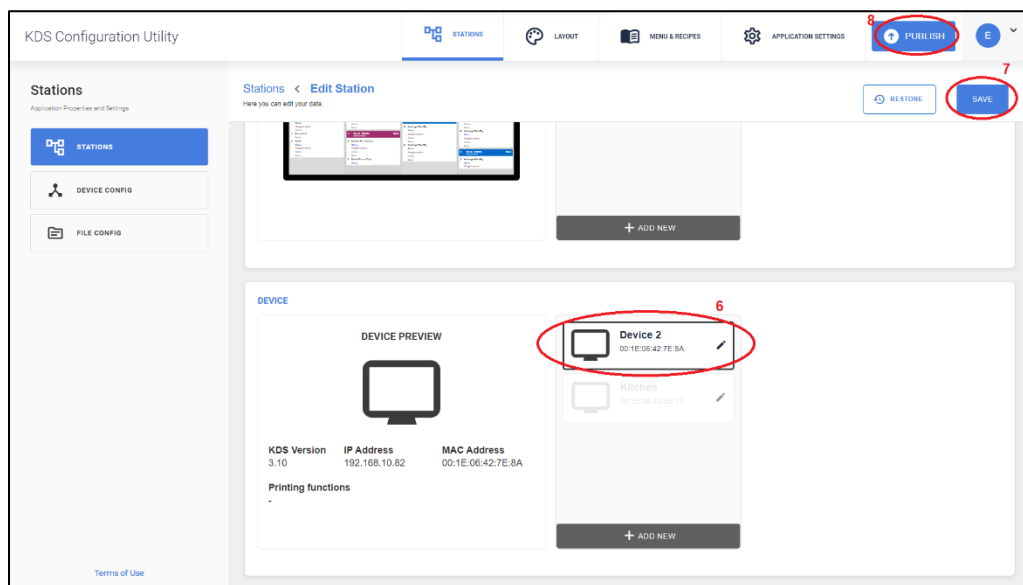 KDS Configuration Utility
STATIONS
LAYOUT
MENU & RECIPES
APPLICATION SETTINGS
8
PUBLISH
E
7
Stations
Application Properties and Settings
Stations < Edit Station
Here you can edit your data.
RESTORE
SAVE
STATIONS
DEVICE CONFIG
FILE CONFIG
+ ADD NEW
DEVICE
6
DEVICE PREVIEW
Device 2
00:1E:06:42:7E:8A
Kitchen
KDS Version
3.10
IP Address
192.168.10.82
MAC Address
00:1E:06:42:7E:8A
Printing functions
-
+ ADD NEW
Terms of Use